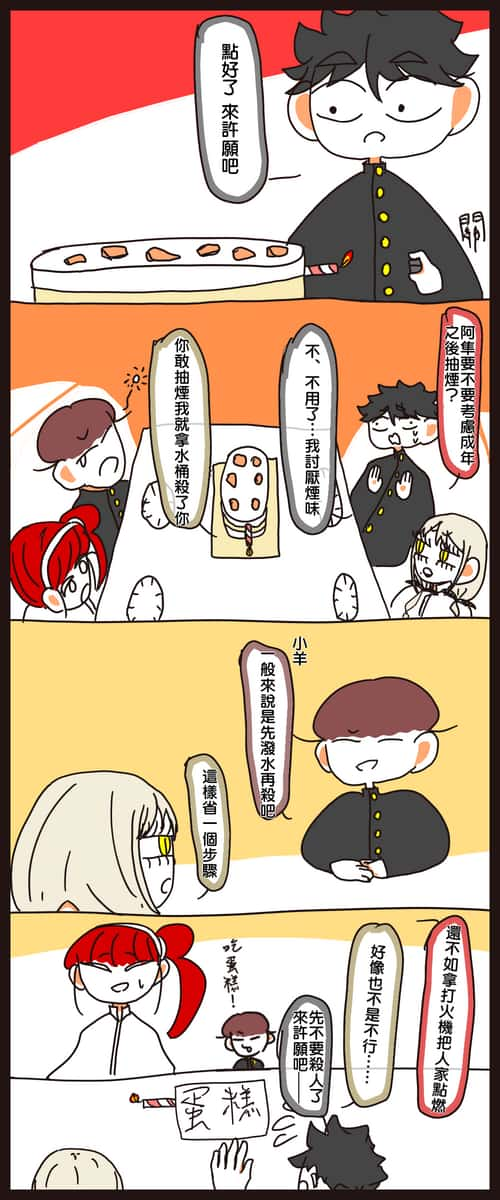 點好了 來許願吧
關
阿隼要不要考慮成年
之後抽煙？
不、不用了…我討厭煙味
你敢抽煙我就拿水桶殺了你
小羊
一般來說是先潑水再殺吧
這樣省一個步驟
還不如拿打火機把人家點燃
好像也不是不行……
先不要殺人了
來許願吧——
吃蛋糕！
蛋糕